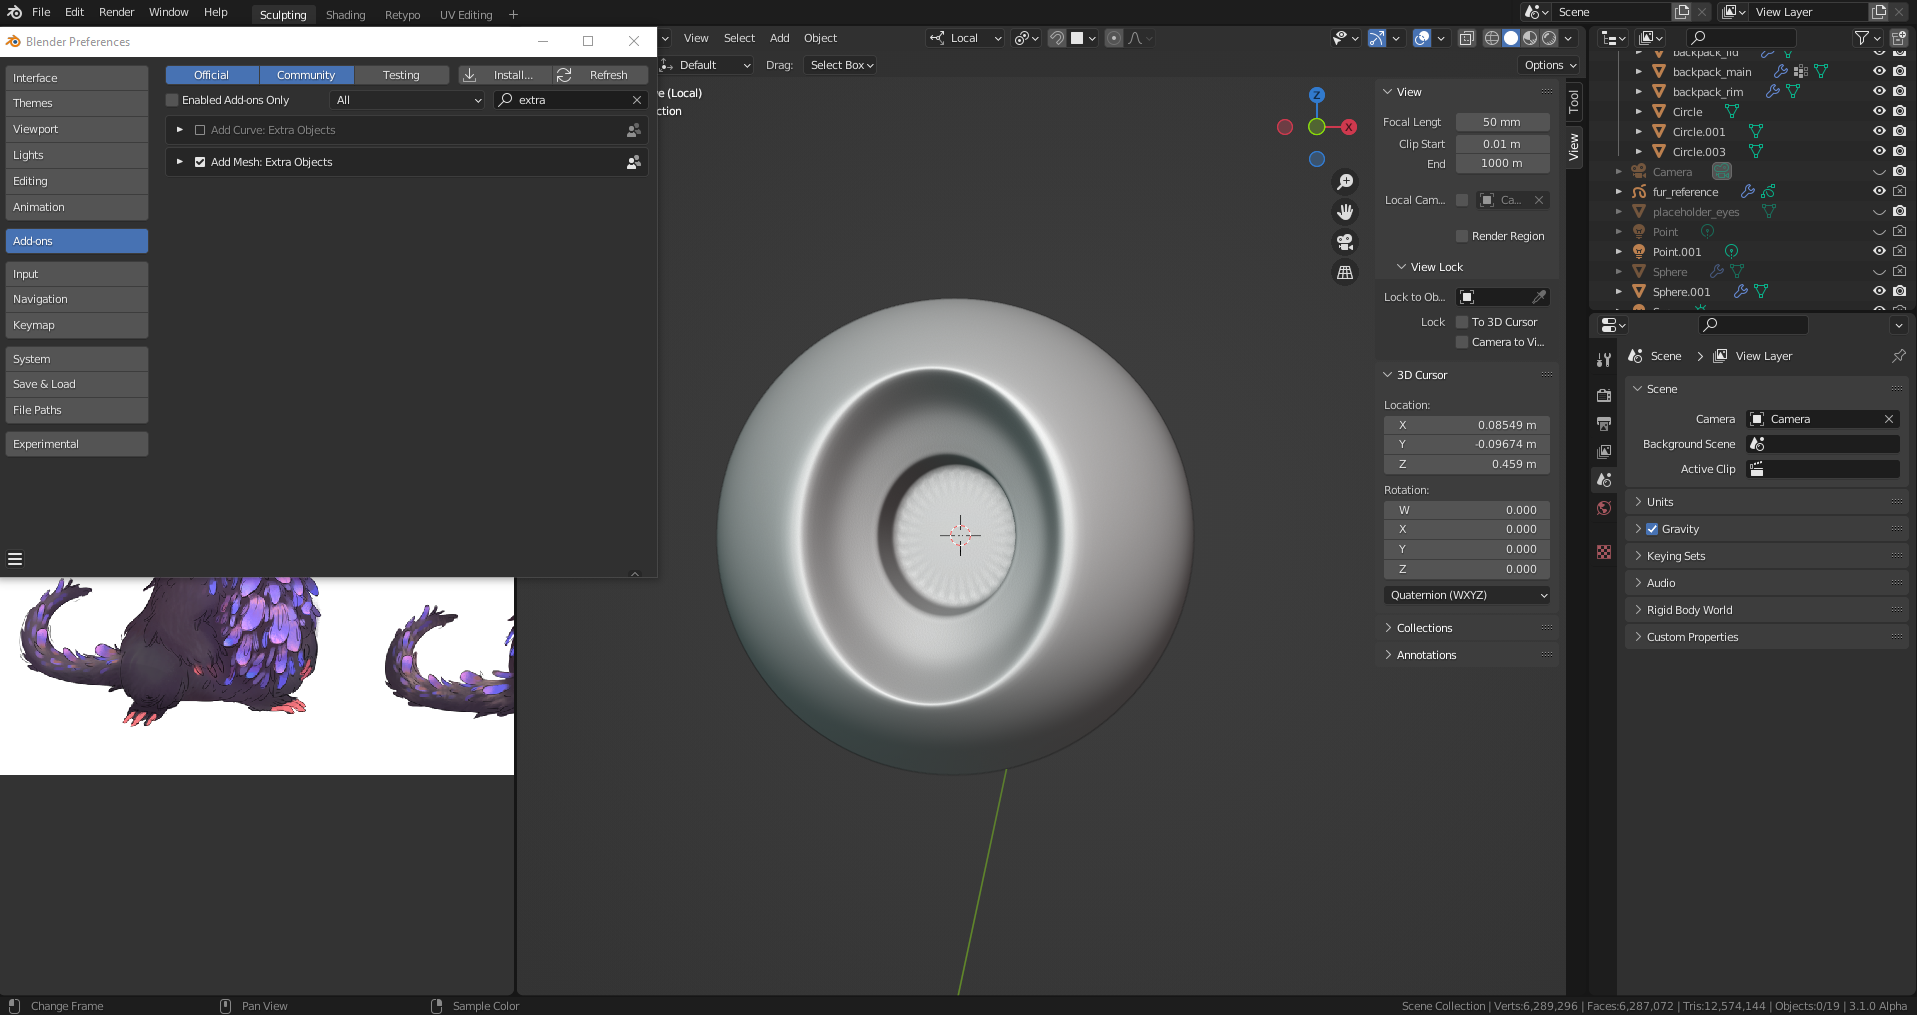 File Edit Render Window Help Sculpting Shading Retypo UV Editing + Scene View Layer
Blender Preferences
View Select Add Object Local
Default Drag: Select Box Options
Interface
Themes
Viewport
Lights
Editing
Animation
Add-ons
Input
Navigation
Keymap
System
Save & Load
File Paths
Experimental
Official Community Testing Install... Refresh
Enabled Add-ons Only All extra
Add Curve: Extra Objects
Add Mesh: Extra Objects
(Local)
Z
X
View
Focal Lengt 50 mm
Clip Start 0.01 m
End 1000 m
Local Cam... Ca...
Render Region
View Lock
Lock to Ob...
Lock To 3D Cursor
Camera to Vi...
3D Cursor
Location:
X 0.08549 m
Y -0.09674 m
Z 0.459 m
Rotation:
W 0.000
X 0.000
Y 0.000
Z 0.000
Quaternion (WXYZ)
Collections
Annotations
Tool
View
backpack_main
backpack_rim
Circle
Circle.001
Circle.003
Camera
fur_reference
placeholder_eyes
Point
Point.001
Sphere
Sphere.001
Scene View Layer
Scene
Camera Camera
Background Scene
Active Clip
Units
Gravity
Keying Sets
Audio
Rigid Body World
Custom Properties
Change Frame Pan View Sample Color
Scene Collection | Verts:6,289,296 | Faces:6,287,072 | Tris:12,574,144 | Objects:0/19 | 3.1.0 Alpha